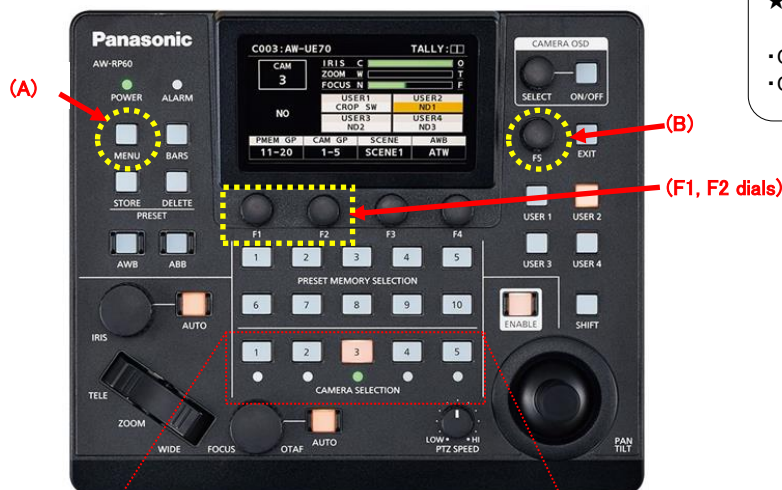 ★
・
・
Panasonic
AW-RP60
(A)
POWER ALARM
MENU BARS
STORE DELETE
PRESET
AWB ABB
C003:AW-UE70 TALLY:
CAM
3
IRIS C O
ZOOM W T
FOCUS N F
NO
USER1
CROP SW
USER2
ND1
USER3
ND2
USER4
ND3
PMEM GP CAM GP SCENE AWB
11-20 1-5 SCENE1 ATW
CAMERA OSD
SELECT ON/OFF
(B)
F5 EXIT
(F1, F2 dials)
USER 1 USER 2
USER 3 USER 4
F1 F2 F3 F4
1 2 3 4 5
PRESET MEMORY SELECTION
6 7 8 9 10
ENABLE SHIFT
IRIS AUTO
1 2 3 4 5
CAMERA SELECTION
TELE
ZOOM
WIDE
FOCUS OTAF AUTO
LOW HI
PTZ SPEED
PAN
TILT